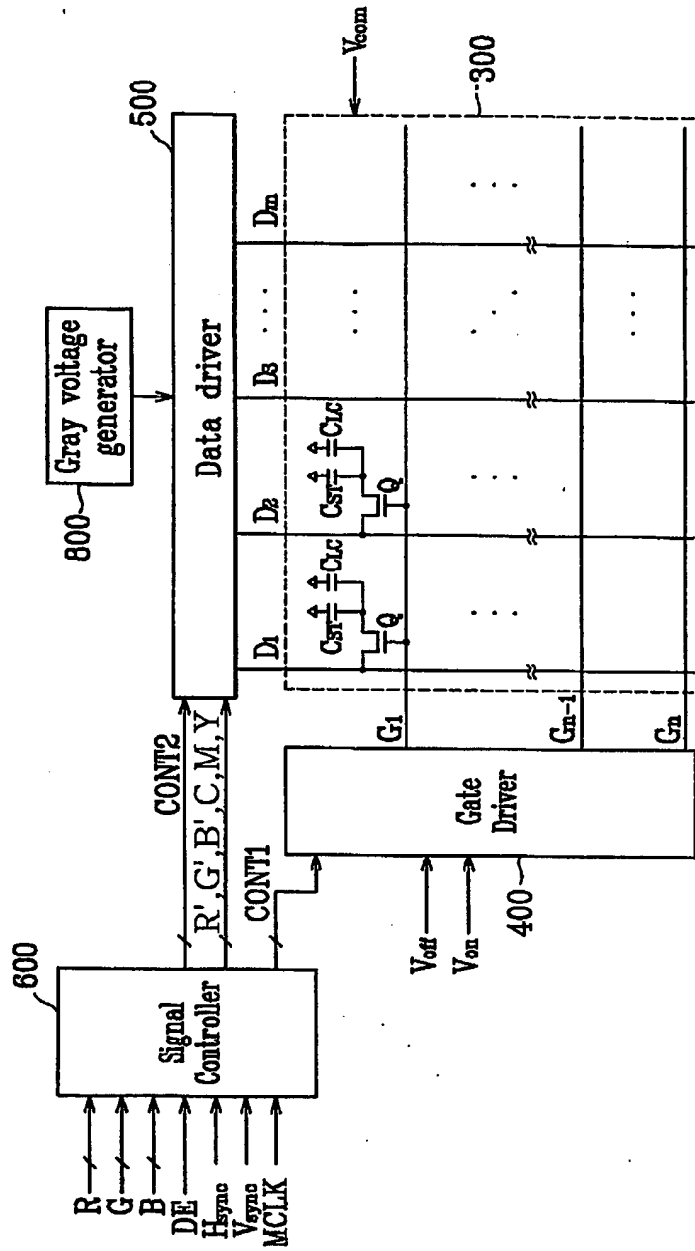 800
Gray voltage
generator
500
Data driver
600
Signal
Controller
R
G
B
DE
Hsync
Vsync
MCLK
CONT2
R',G',B',C,M,Y
CONT1
D1
D2
D3
Dm
CST
CLC
Q
CST
CLC
Q
Vcom
300
G1
Gn-1
Gn
Gate
Driver
400
Voff
Von